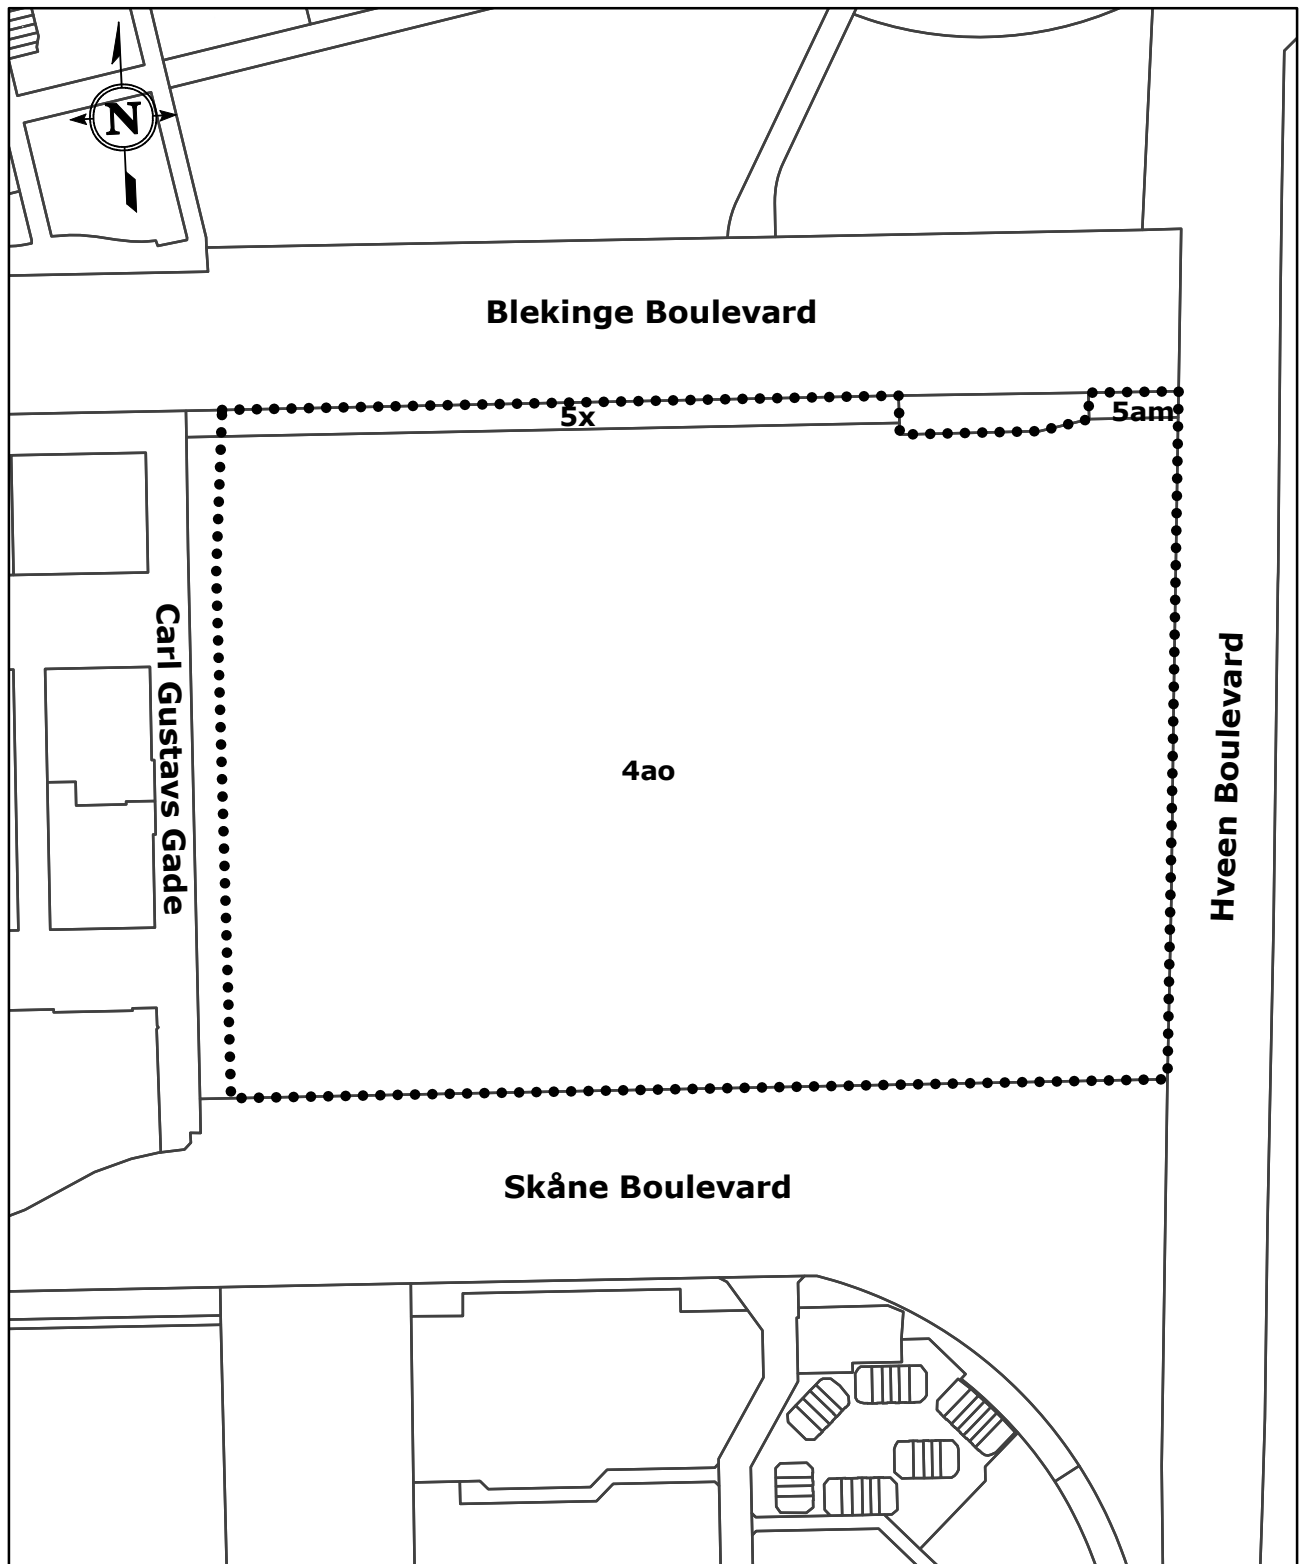 N
Blekinge Boulevard
5x
5am
Carl Gustavs Gade
4ao
Hveen Boulevard
Skåne Boulevard